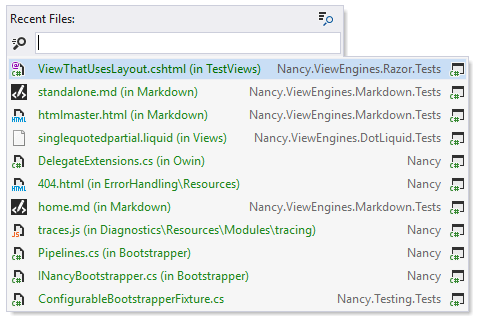 Recent Files:
ViewThatUsesLayout.cshtml (in TestViews) Nancy.ViewEngines.Razor.Tests
standalone.md (in Markdown) Nancy.ViewEngines.Markdown.Tests
htmlmaster.html (in Markdown) Nancy.ViewEngines.Markdown.Tests
singlequotedpartial.liquid (in Views) Nancy.ViewEngines.DotLiquid.Tests
DelegateExtensions.cs (in Owin) Nancy
404.html (in ErrorHandling\Resources) Nancy
home.md (in Markdown) Nancy.ViewEngines.Markdown.Tests
traces.js (in Diagnostics\Resources\Modules\tracing) Nancy
Pipelines.cs (in Bootstrapper) Nancy
INancyBootstrapper.cs (in Bootstrapper) Nancy
ConfigurableBootstrapperFixture.cs Nancy.Testing.Tests